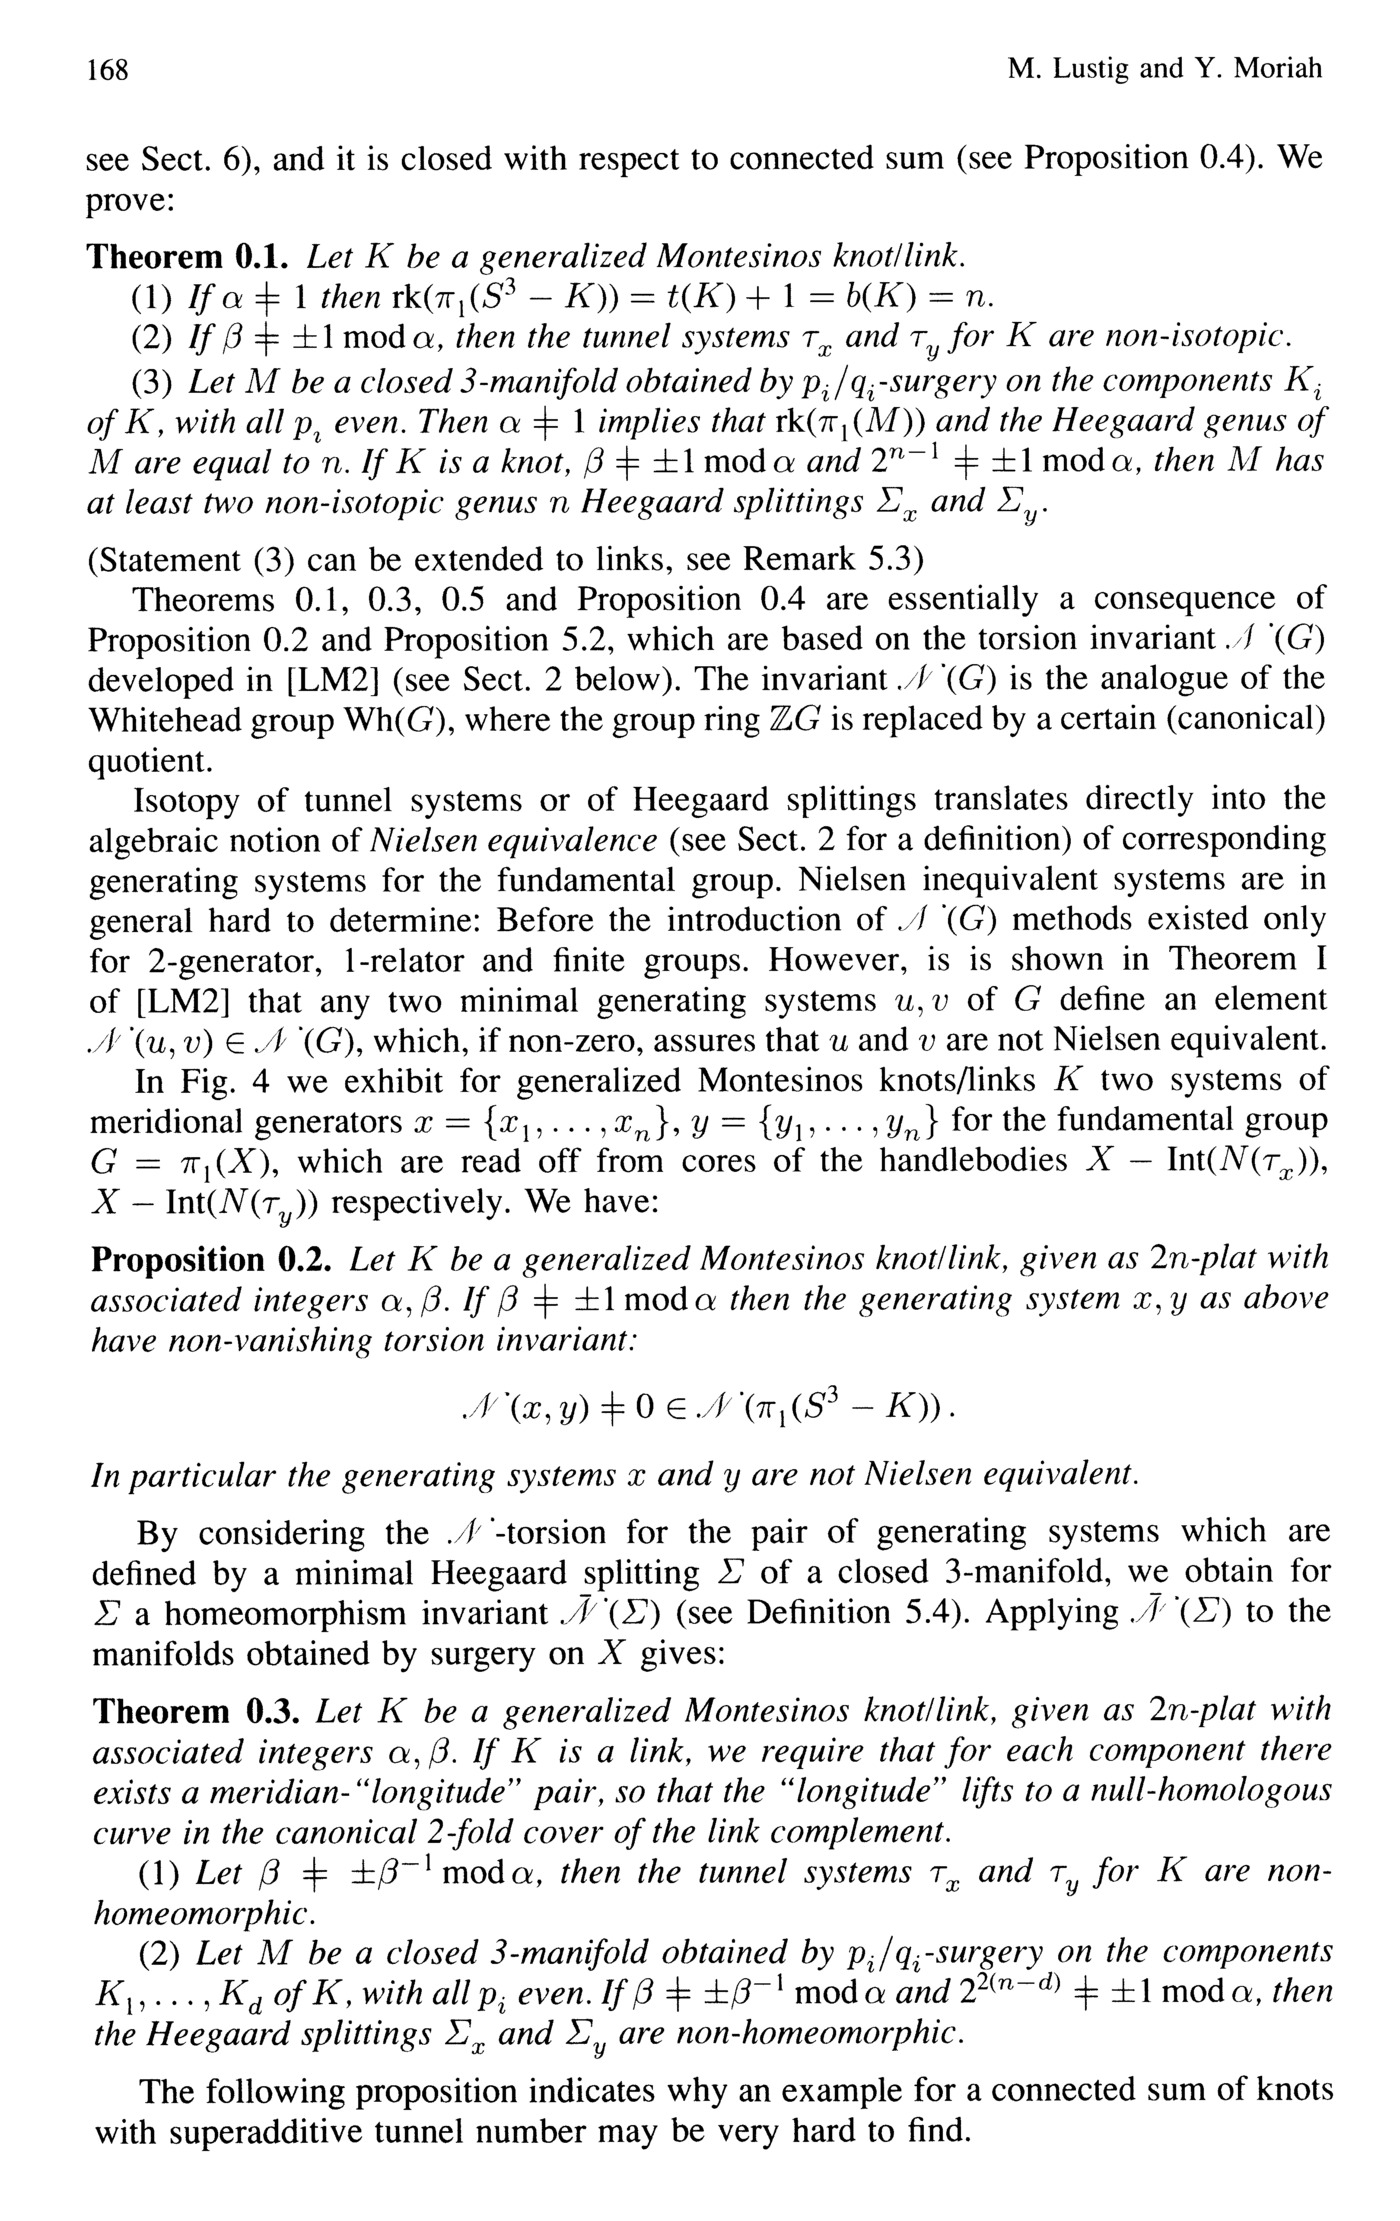 168 M. Lustig and Y. Moriah
see Sect. 6), and it is closed with respect to connected sum (see Proposition 0.4). We
prove:
Theorem 0.1. Let K be a generalized Montesinos knot/link.
(1) If α ≠ 1 then rk(π₁(S³ − K)) = t(K) + 1 = b(K) = n.
(2) If β ≠ ±1 mod α, then the tunnel systems τₓ and τ_y for K are non-isotopic.
(3) Let M be a closed 3-manifold obtained by pᵢ/qᵢ-surgery on the components Kᵢ
of K, with all pᵢ even. Then α ≠ 1 implies that rk(π₁(M)) and the Heegaard genus of
M are equal to n. If K is a knot, β ≠ ±1 mod α and 2ⁿ⁻¹ ≠ ±1 mod α, then M has
at least two non-isotopic genus n Heegaard splittings Σₓ and Σ_y.
(Statement (3) can be extended to links, see Remark 5.3)
Theorems 0.1, 0.3, 0.5 and Proposition 0.4 are essentially a consequence of
Proposition 0.2 and Proposition 5.2, which are based on the torsion invariant 𝒩(G)
developed in [LM2] (see Sect. 2 below). The invariant 𝒩(G) is the analogue of the
Whitehead group Wh(G), where the group ring ℤG is replaced by a certain (canonical)
quotient.
Isotopy of tunnel systems or of Heegaard splittings translates directly into the
algebraic notion of Nielsen equivalence (see Sect. 2 for a definition) of corresponding
generating systems for the fundamental group. Nielsen inequivalent systems are in
general hard to determine: Before the introduction of 𝒩(G) methods existed only
for 2-generator, 1-relator and finite groups. However, is is shown in Theorem I
of [LM2] that any two minimal generating systems u, v of G define an element
𝒩(u, v) ∈ 𝒩(G), which, if non-zero, assures that u and v are not Nielsen equivalent.
In Fig. 4 we exhibit for generalized Montesinos knots/links K two systems of
meridional generators x = {x₁, . . . , xₙ}, y = {y₁, . . . , yₙ} for the fundamental group
G = π₁(X), which are read off from cores of the handlebodies X − Int(N(τₓ)),
X − Int(N(τ_y)) respectively. We have:
Proposition 0.2. Let K be a generalized Montesinos knot/link, given as 2n-plat with
associated integers α, β. If β ≠ ±1 mod α then the generating system x, y as above
have non-vanishing torsion invariant:
𝒩(x, y) ≠ 0 ∈ 𝒩(π₁(S³ − K)).
In particular the generating systems x and y are not Nielsen equivalent.
By considering the 𝒩-torsion for the pair of generating systems which are
defined by a minimal Heegaard splitting Σ of a closed 3-manifold, we obtain for
Σ a homeomorphism invariant 𝒩̄(Σ) (see Definition 5.4). Applying 𝒩̄(Σ) to the
manifolds obtained by surgery on X gives:
Theorem 0.3. Let K be a generalized Montesinos knot/link, given as 2n-plat with
associated integers α, β. If K is a link, we require that for each component there
exists a meridian-“longitude” pair, so that the “longitude” lifts to a null-homologous
curve in the canonical 2-fold cover of the link complement.
(1) Let β ≠ ±β⁻¹ mod α, then the tunnel systems τₓ and τ_y for K are non-
homeomorphic.
(2) Let M be a closed 3-manifold obtained by pᵢ/qᵢ-surgery on the components
K₁, . . . , K_d of K, with all pᵢ even. If β ≠ ±β⁻¹ mod α and 2²⁽ⁿ⁻ᵈ⁾ ≠ ±1 mod α, then
the Heegaard splittings Σₓ and Σ_y are non-homeomorphic.
The following proposition indicates why an example for a connected sum of knots
with superadditive tunnel number may be very hard to find.